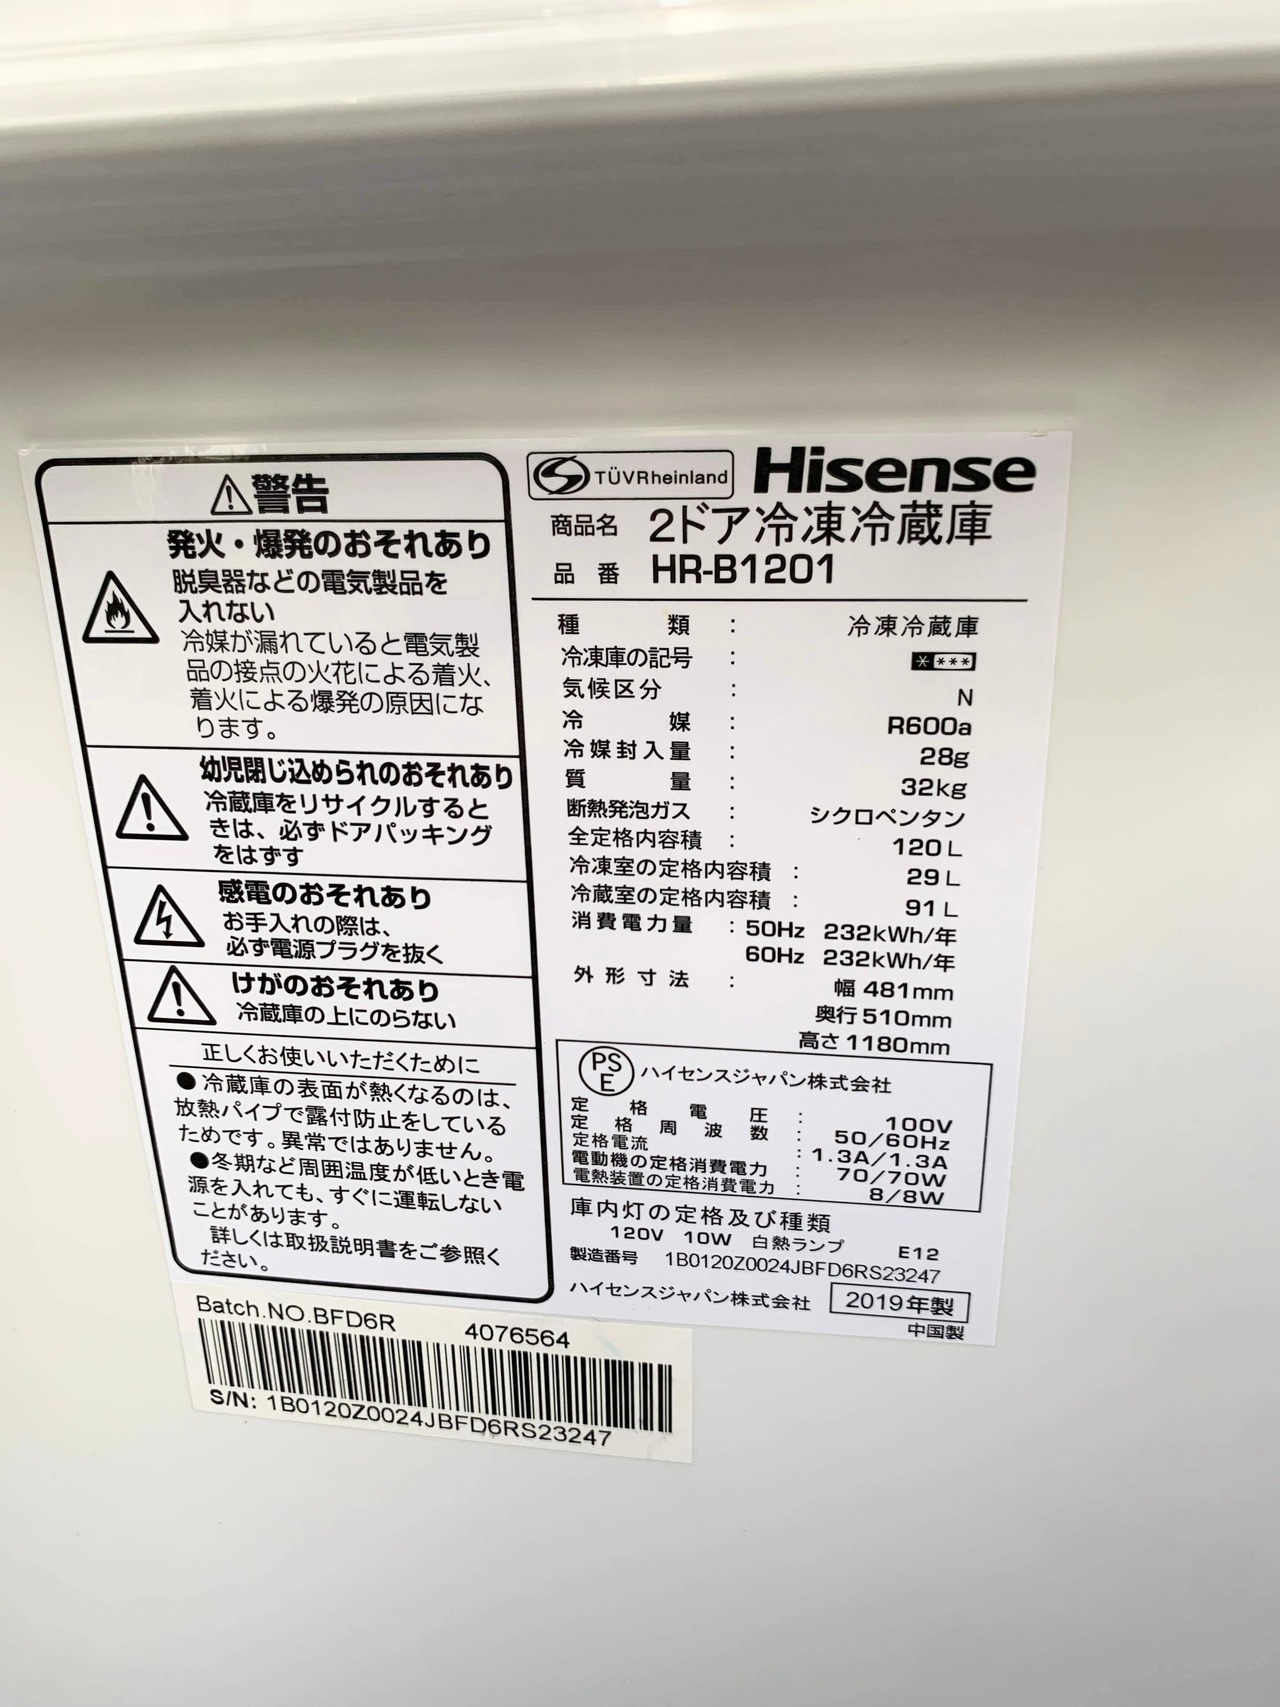 警告
発火・爆発のおそれあり
脱臭器などの電気製品を
入れない
冷媒が漏れていると電気製
品の接点の火花による着火、
着火による爆発の原因にな
ります。
幼児閉じ込められのおそれあり
冷蔵庫をリサイクルすると
きは、必ずドアパッキング
をはずす
感電のおそれあり
お手入れの際は、
必ず電源プラグを抜く
けがのおそれあり
冷蔵庫の上にのらない
正しくお使いいただくために
●冷蔵庫の表面が熱くなるのは、
放熱パイプで露付防止をしている
ためです。異常ではありません。
●冬期など周囲温度が低いとき電
源を入れても、すぐに運転しない
ことがあります。
詳しくは取扱説明書をご参照く
ださい。
TÜVRheinland Hisense
商品名 2ドア冷凍冷蔵庫
品番 HR-B1201
種類 : 冷凍冷蔵庫
冷凍庫の記号 : * ***
気候区分 : N
冷媒 : R600a
冷媒封入量 : 28g
質量 : 32kg
断熱発泡ガス : シクロペンタン
全定格内容積 : 120L
冷凍室の定格内容積 : 29L
冷蔵室の定格内容積 : 91L
消費電力量 : 50Hz 232kWh/年
60Hz 232kWh/年
外形寸法 : 幅 481mm
奥行 510mm
高さ 1180mm
PSE ハイセンスジャパン株式会社
定格電圧 : 100V
定格周波数 : 50/60Hz
定格電流 : 1.3A/1.3A
電動機の定格消費電力 : 70/70W
電熱装置の定格消費電力 : 8/8W
庫内灯の定格及び種類
120V 10W 白熱ランプ E12
製造番号 1B0120Z0024JBFD6RS23247
ハイセンスジャパン株式会社 2019年製
中国製
Batch.NO.BFD6R 4076564
S/N: 1B0120Z0024JBFD6RS23247